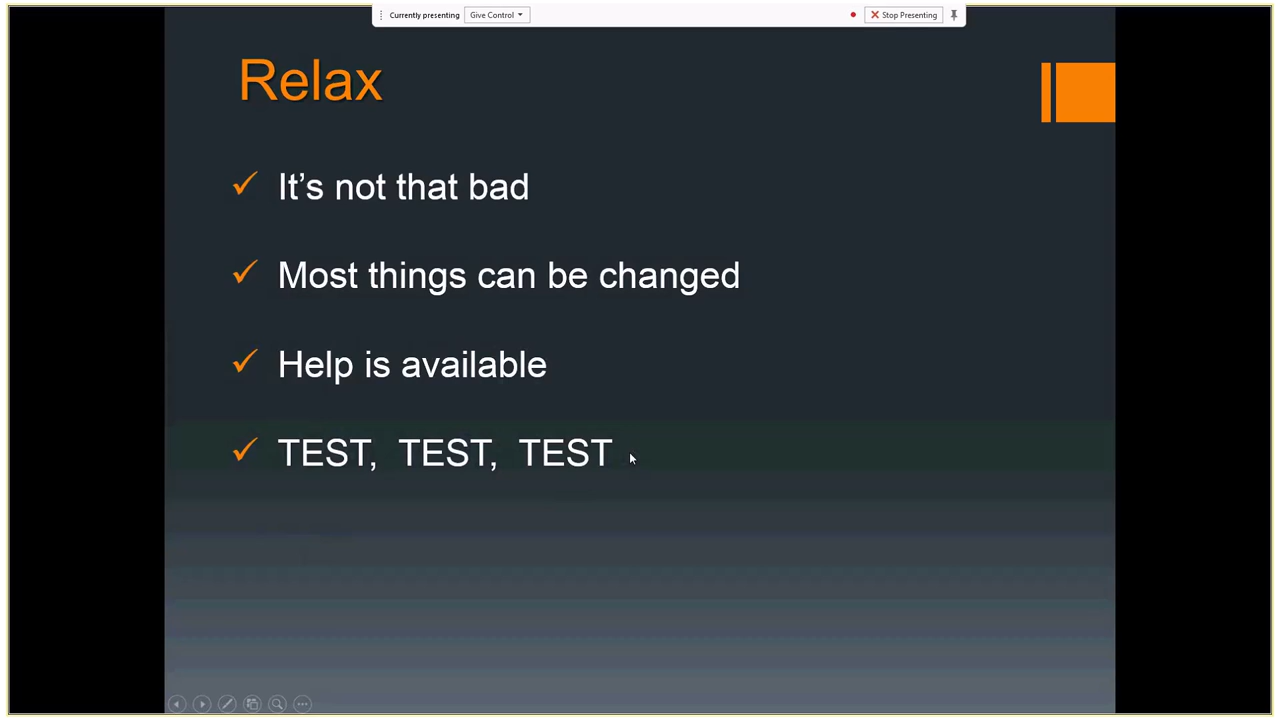 Currently presenting Give Control Stop Presenting
Relax
It’s not that bad
Most things can be changed
Help is available
TEST, TEST, TEST